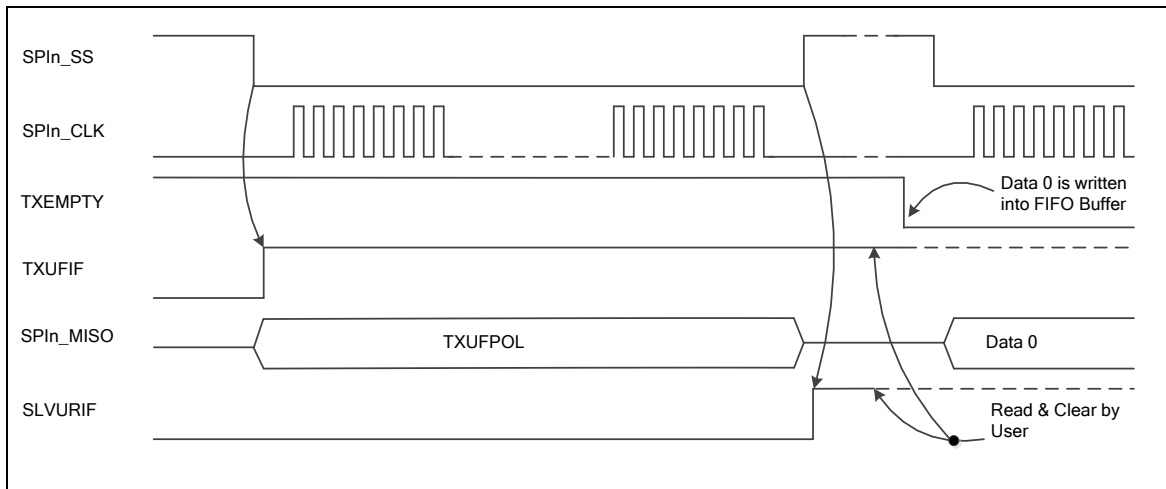 SPIn_SS
SPIn_CLK
TXEMPTY
Data 0 is written
into FIFO Buffer
TXUFIF
SPIn_MISO
TXUFPOL
Data 0
SLVURIF
Read & Clear by
User